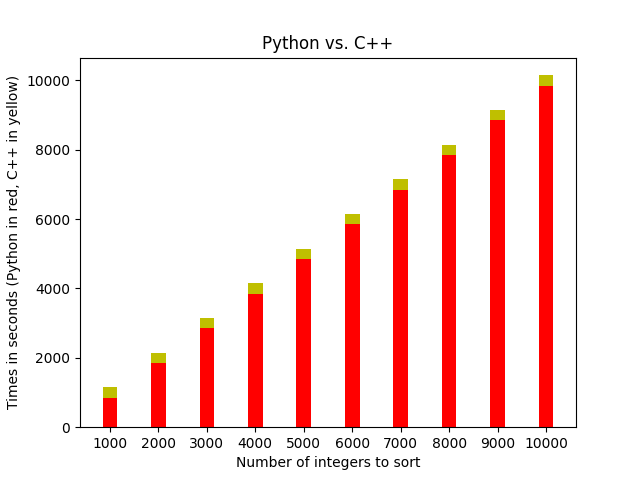 Python vs. C++
Times in seconds (Python in red, C++ in yellow)
10000
8000
6000
4000
2000
0
1000 2000 3000 4000 5000 6000 7000 8000 9000 10000
Number of integers to sort